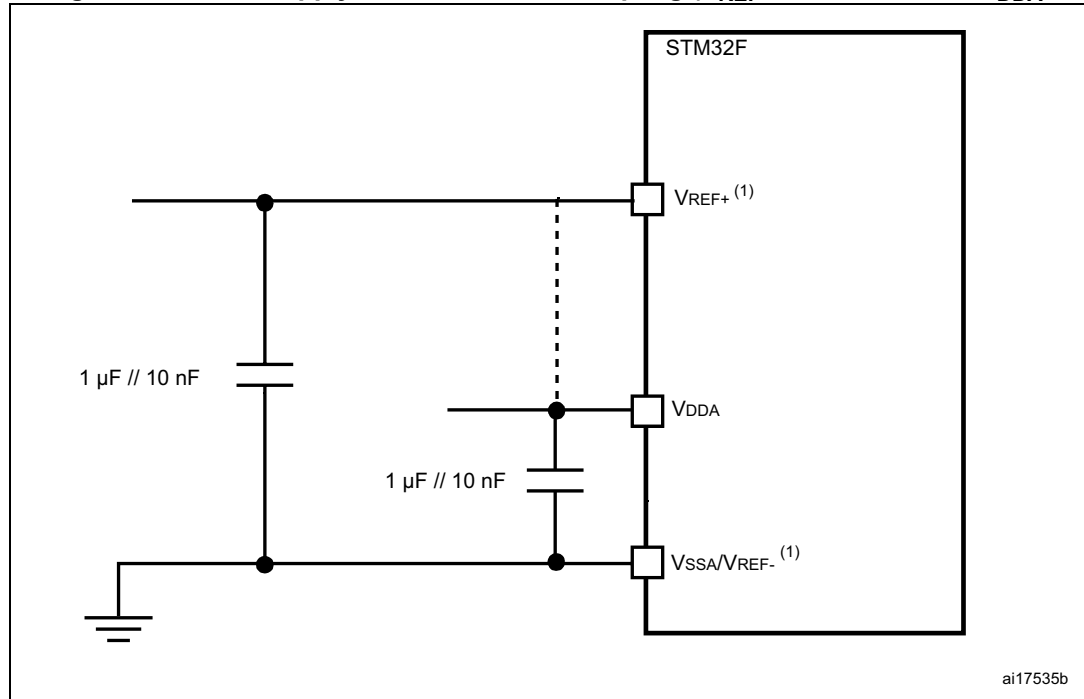 STM32F
VREF+ (1)
1 µF // 10 nF
VDDA
1 µF // 10 nF
VSSA/VREF- (1)
ai17535b